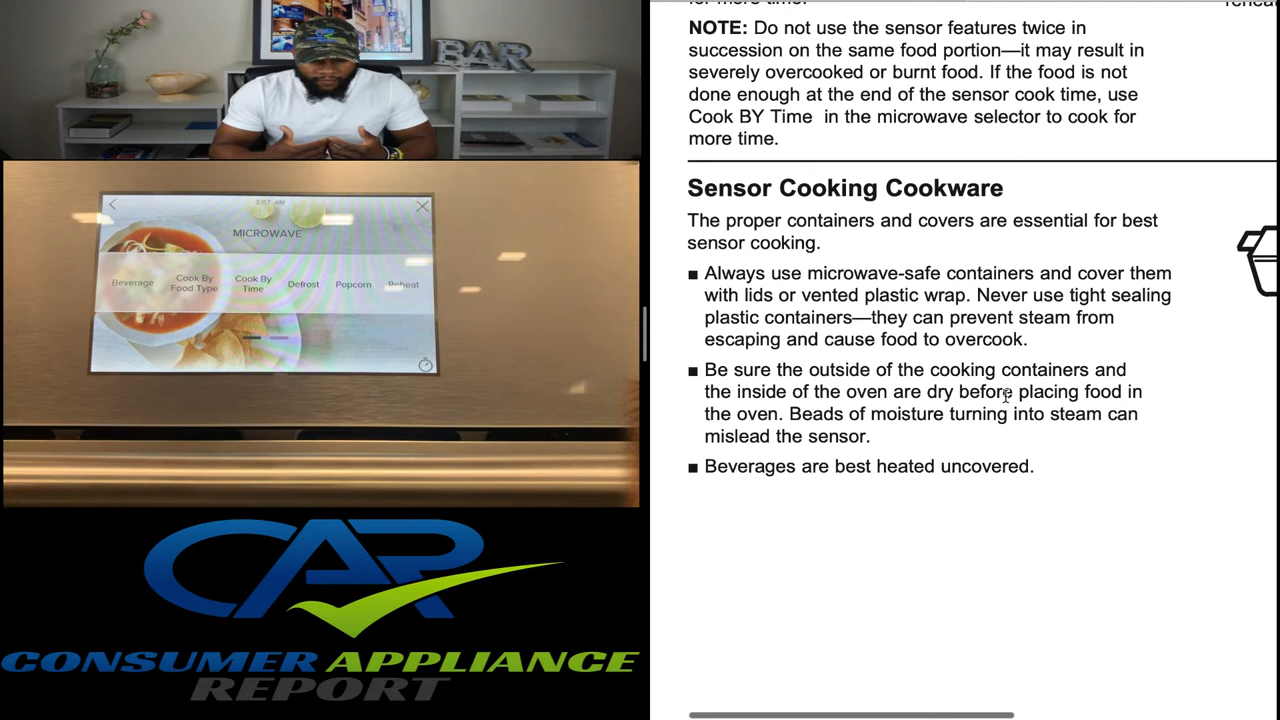 BAR
3:07 AM
MICROWAVE
Beverage
Cook By
Food Type
Cook By
Time
Defrost
Popcorn
Reheat
CAR
CONSUMER APPLIANCE
REPORT
NOTE: Do not use the sensor features twice in
succession on the same food portion—it may result in
severely overcooked or burnt food. If the food is not
done enough at the end of the sensor cook time, use
Cook BY Time in the microwave selector to cook for
more time.
Sensor Cooking Cookware
The proper containers and covers are essential for best
sensor cooking.
■ Always use microwave-safe containers and cover them
with lids or vented plastic wrap. Never use tight sealing
plastic containers—they can prevent steam from
escaping and cause food to overcook.
■ Be sure the outside of the cooking containers and
the inside of the oven are dry before placing food in
the oven. Beads of moisture turning into steam can
mislead the sensor.
■ Beverages are best heated uncovered.